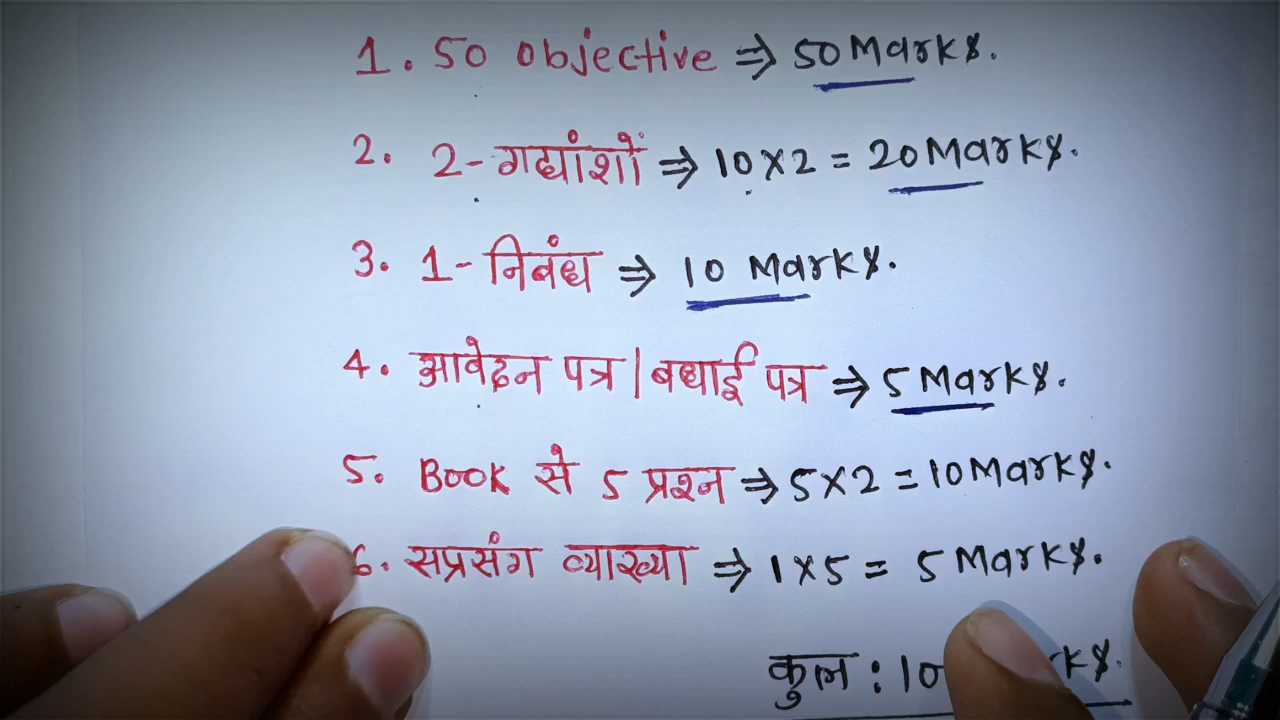 1. 50 objective ⇒ 50 Marks.
2. 2-गद्यांशों ⇒ 10×2 = 20 Marks.
3. 1-निबंध ⇒ 10 Marks.
4. आवेदन पत्र | बधाई पत्र ⇒ 5 Marks.
5. Book से 5 प्रश्न ⇒ 5×2 = 10 Marks.
6. सप्रसंग व्याख्या ⇒ 1×5 = 5 Marks.
कुल :